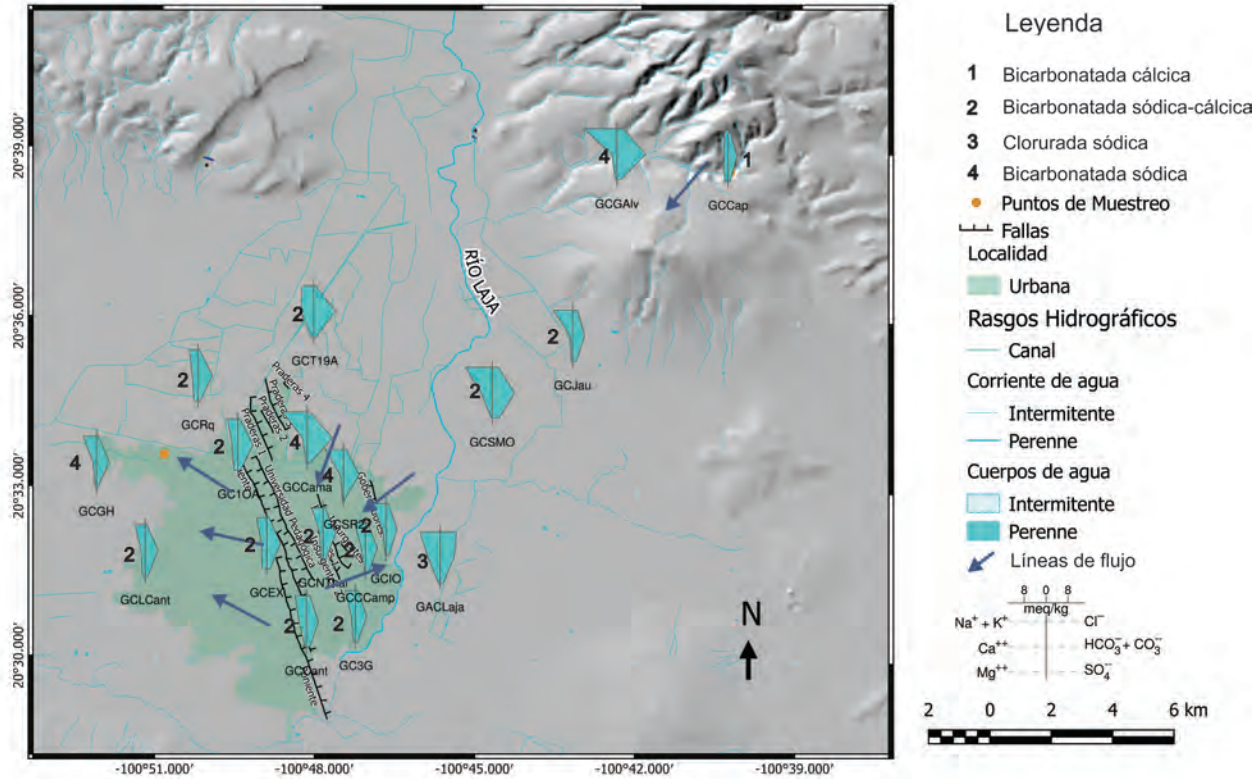 Leyenda
1 Bicarbonatada cálcica
2 Bicarbonatada sódica-cálcica
3 Clorurada sódica
4 Bicarbonatada sódica
Puntos de Muestreo
Fallas
Localidad
Urbana
Rasgos Hidrográficos
Canal
Corriente de agua
Intermitente
Perenne
Cuerpos de agua
Intermitente
Perenne
Líneas de flujo
8 0 8
meq/kg
Na⁺ + K⁺ Cl⁻
Ca⁺⁺ HCO₃⁻ + CO₃⁻
Mg⁺⁺ SO₄⁻⁻
2 0 2 4 6 km
N
20°39.000'
20°36.000'
20°33.000'
20°30.000'
-100°51.000' -100°48.000' -100°45.000' -100°42.000' -100°39.000'
RÍO LAJA
4
GCGAlv
1
GCCap
2
GCT19A
2
GCJau
2
GCRq
2
GCSMO
Praderas 4
Praderas 2
Praderas 1
4
GCCama
2
GC10A
4
GCGH
4
GCSR2
2
GCIO
2
GCLCant
2
GCEX
Universidad Pedagógica
2
2
GCCCamp
3
GACLaja
2
GCCant
2
GC3G